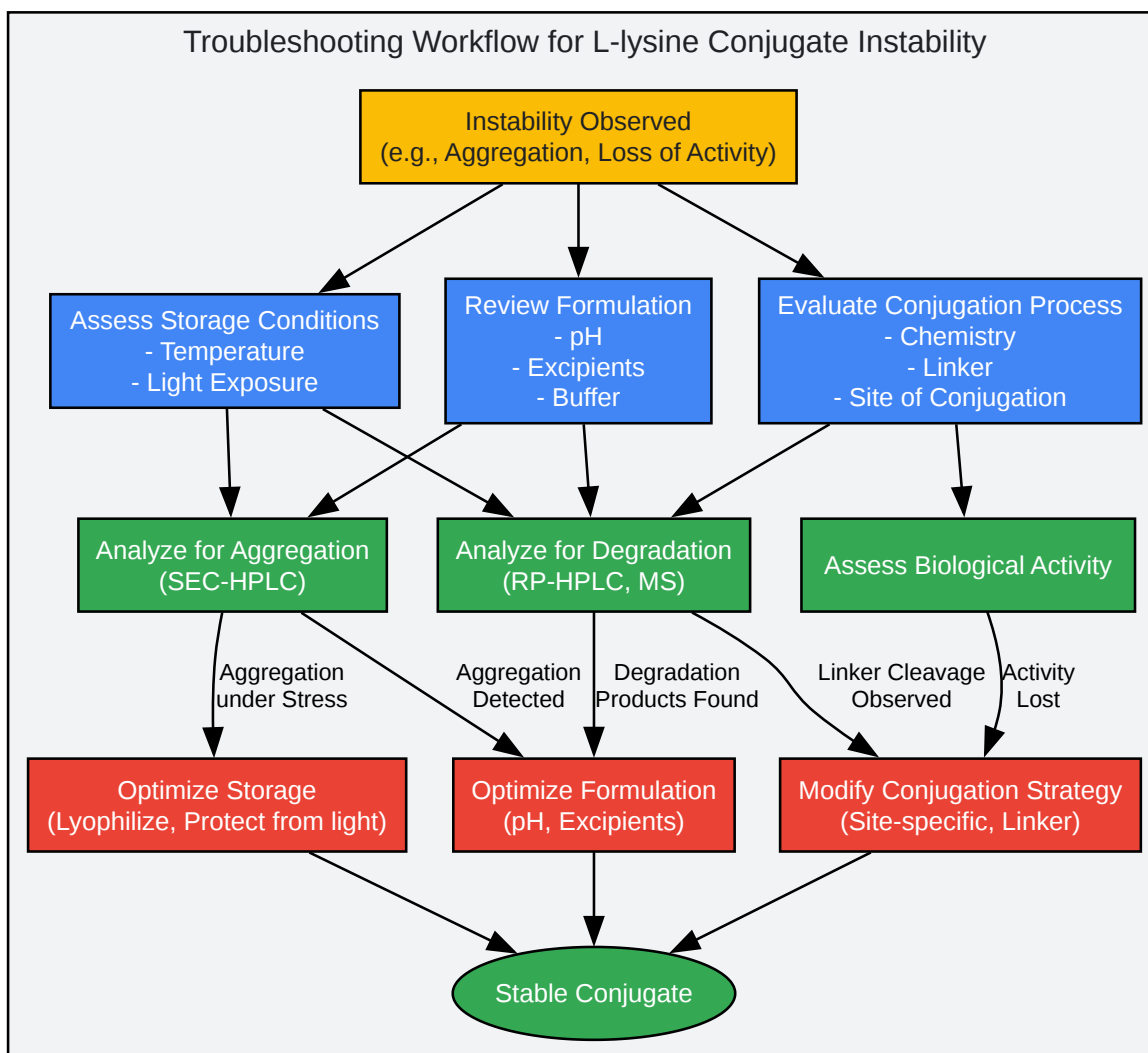 Troubleshooting Workflow for L-lysine Conjugate Instability
Instability Observed
(e.g., Aggregation, Loss of Activity)
Assess Storage Conditions
- Temperature
- Light Exposure
Review Formulation
- pH
- Excipients
- Buffer
Evaluate Conjugation Process
- Chemistry
- Linker
- Site of Conjugation
Analyze for Aggregation
(SEC-HPLC)
Analyze for Degradation
(RP-HPLC, MS)
Assess Biological Activity
Aggregation
under Stress
Aggregation
Detected
Degradation
Products Found
Linker Cleavage
Observed
Activity
Lost
Optimize Storage
(Lyophilize, Protect from light)
Optimize Formulation
(pH, Excipients)
Modify Conjugation Strategy
(Site-specific, Linker)
Stable Conjugate